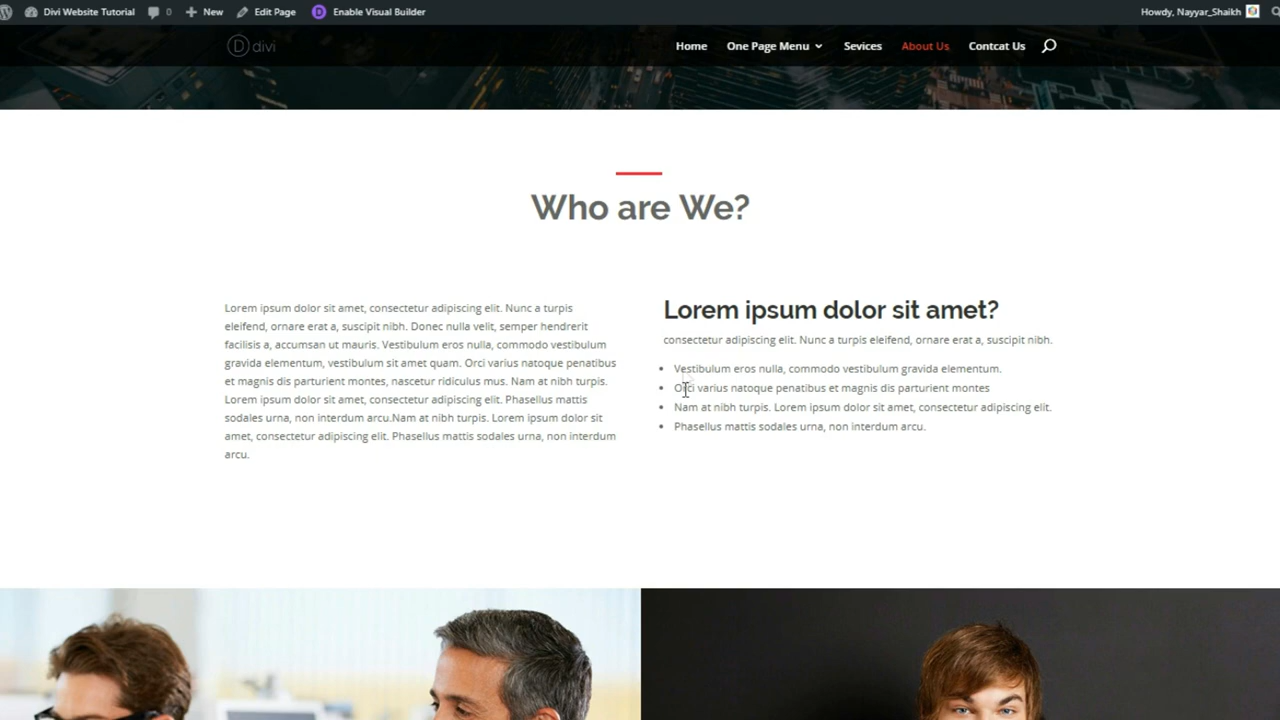 Divi Website Tutorial 0 New Edit Page Enable Visual Builder Howdy, Nayyar_Shaikh
divi Home One Page Menu Sevices About Us Contcat Us
Who are We?
Lorem ipsum dolor sit amet, consectetur adipiscing elit. Nunc a turpis
eleifend, ornare erat a, suscipit nibh. Donec nulla velit, semper hendrerit
facilisis a, accumsan ut mauris. Vestibulum eros nulla, commodo vestibulum
gravida elementum, vestibulum sit amet quam. Orci varius natoque penatibus
et magnis dis parturient montes, nascetur ridiculus mus. Nam at nibh turpis.
Lorem ipsum dolor sit amet, consectetur adipiscing elit. Phasellus mattis
sodales urna, non interdum arcu.Nam at nibh turpis. Lorem ipsum dolor sit
amet, consectetur adipiscing elit. Phasellus mattis sodales urna, non interdum
arcu.
Lorem ipsum dolor sit amet?
consectetur adipiscing elit. Nunc a turpis eleifend, ornare erat a, suscipit nibh.
• Vestibulum eros nulla, commodo vestibulum gravida elementum.
• Orci varius natoque penatibus et magnis dis parturient montes
• Nam at nibh turpis. Lorem ipsum dolor sit amet, consectetur adipiscing elit.
• Phasellus mattis sodales urna, non interdum arcu.